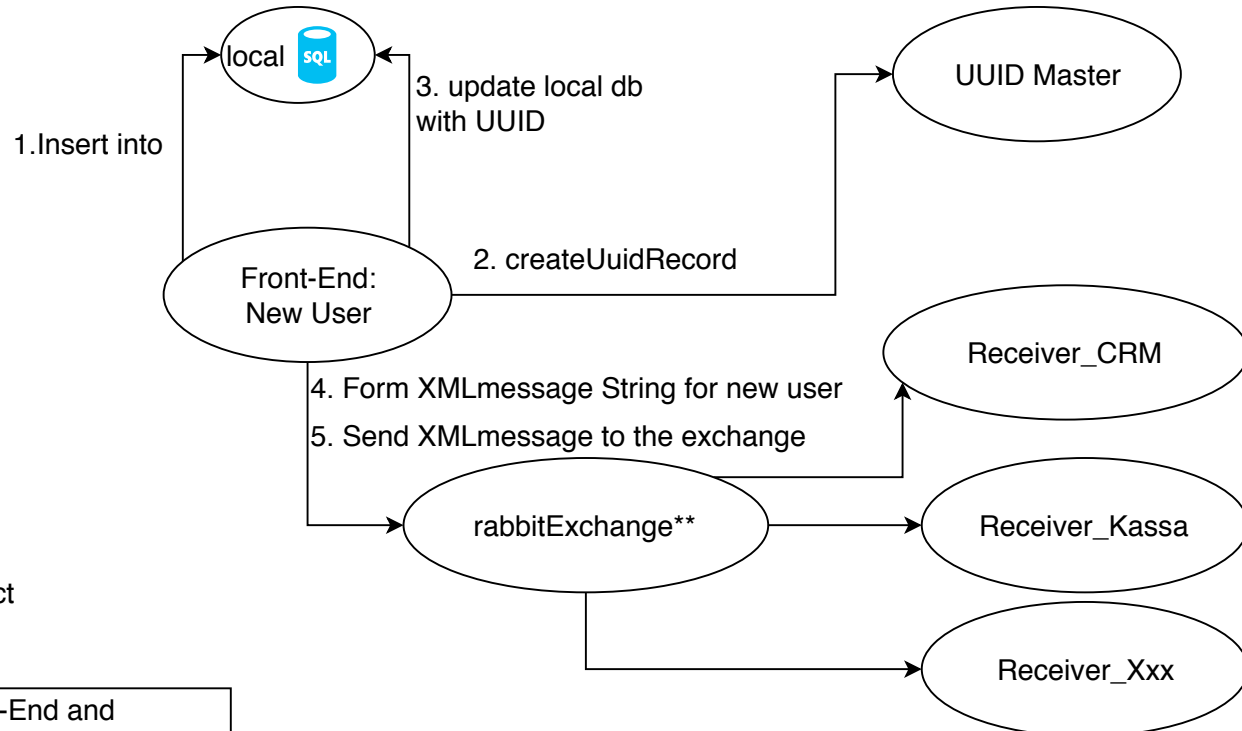 local
SQL
UUID Master
3. update local db
with UUID
1.Insert into
2. createUuidRecord
Front-End:
New User
Receiver_CRM
4. Form XMLmessage String for new user
5. Send XMLmessage to the exchange
rabbitExchange**
Receiver_Kassa
ct
Receiver_Xxx
-End and